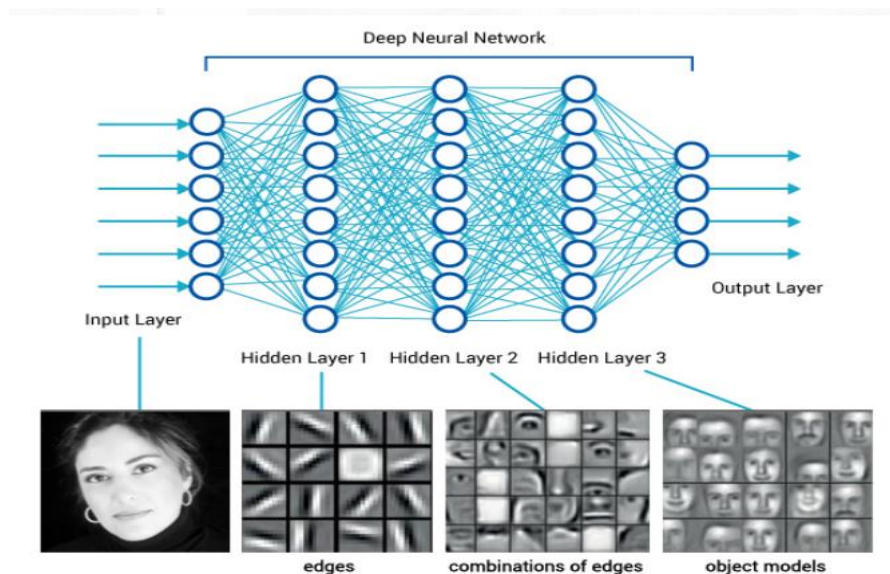 Deep Neural Network
Input Layer
Output Layer
Hidden Layer 1
Hidden Layer 2
Hidden Layer 3
edges
combinations of edges
object models